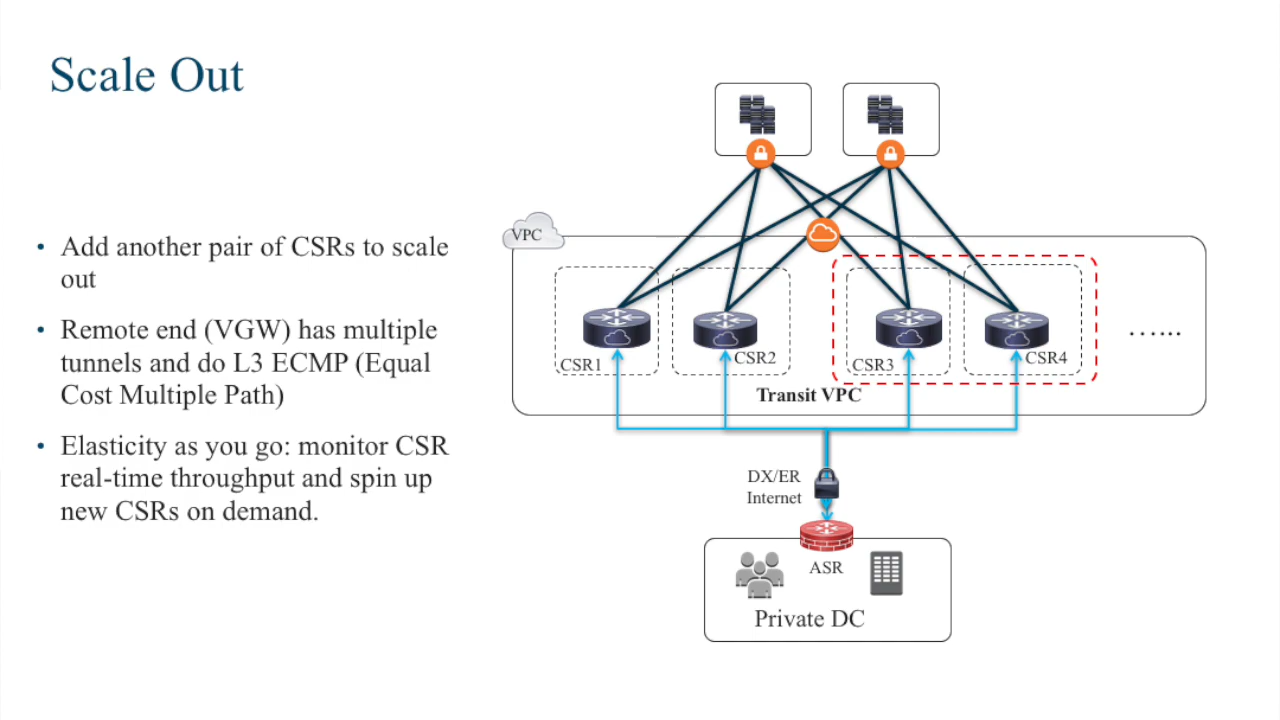 Scale Out
• Add another pair of CSRs to scale
out
• Remote end (VGW) has multiple
tunnels and do L3 ECMP (Equal
Cost Multiple Path)
• Elasticity as you go: monitor CSR
real-time throughput and spin up
new CSRs on demand.
VPC
CSR1
CSR2
CSR3
CSR4
…...
Transit VPC
DX/ER
Internet
ASR
Private DC